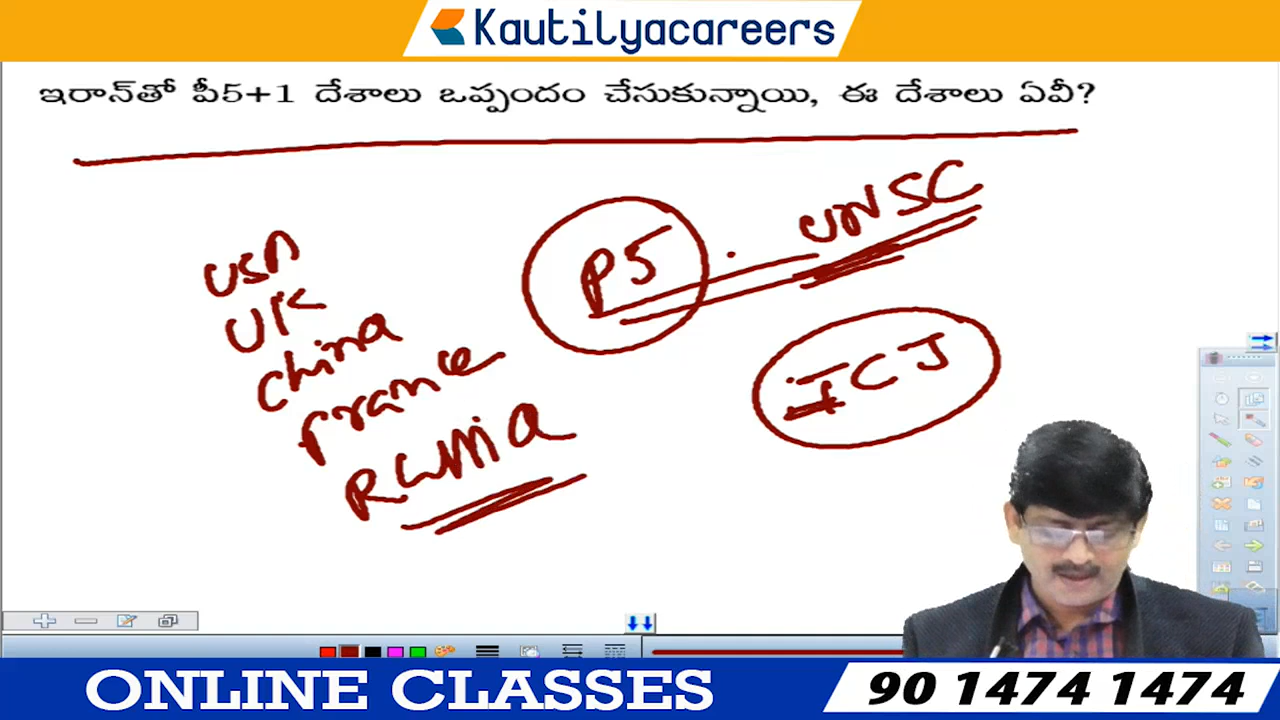 Kautilyacareers
ఇరాన్‌తో పీ5+1 దేశాలు ఒప్పందం చేసుకున్నాయి, ఈ దేశాలు ఏవీ?
USA
UK
China
France
Russia
P5
UNSC
ICJ
ONLINE CLASSES
90 1474 1474